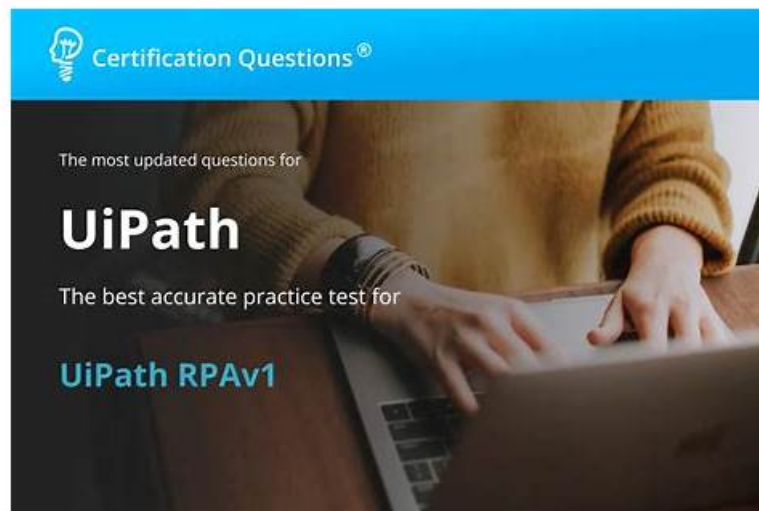 Certification Questions®
The most updated questions for
UiPath
The best accurate practice test for
UiPath RPAv1